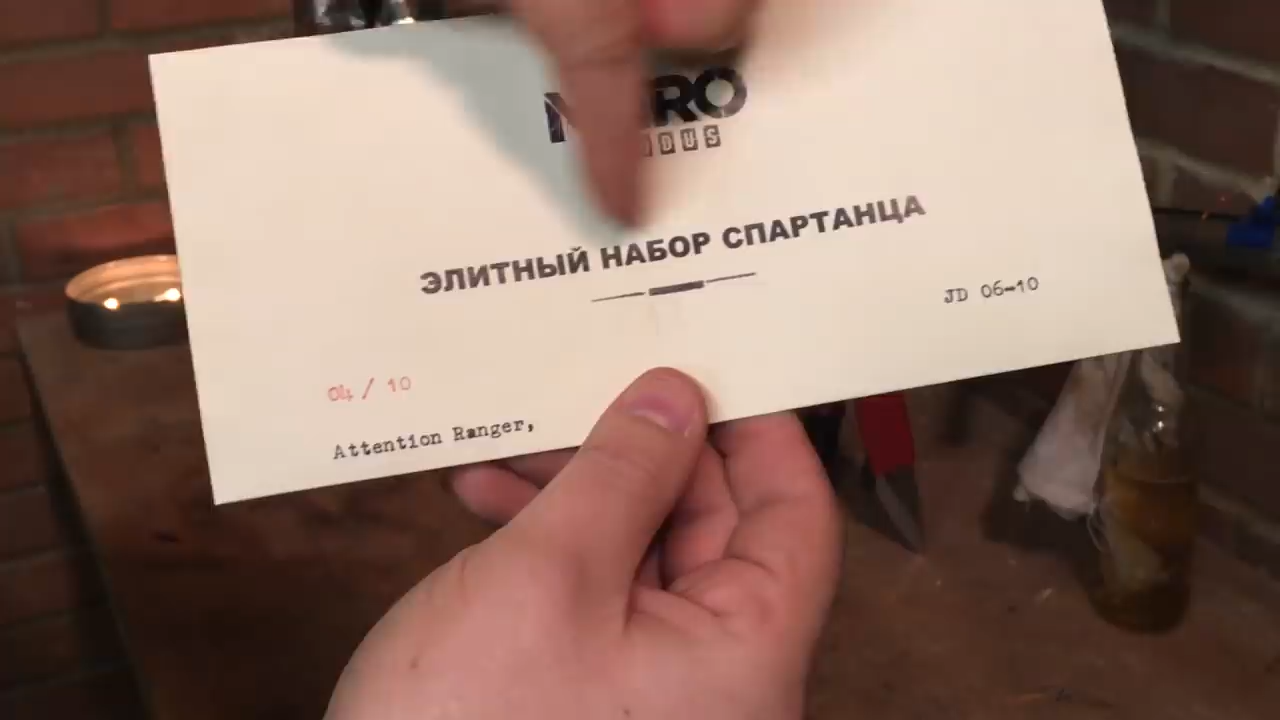 ЭЛИТНЫЙ НАБОР СПАРТАНЦА
JD 06-10
04 / 10
Attention Ranger,